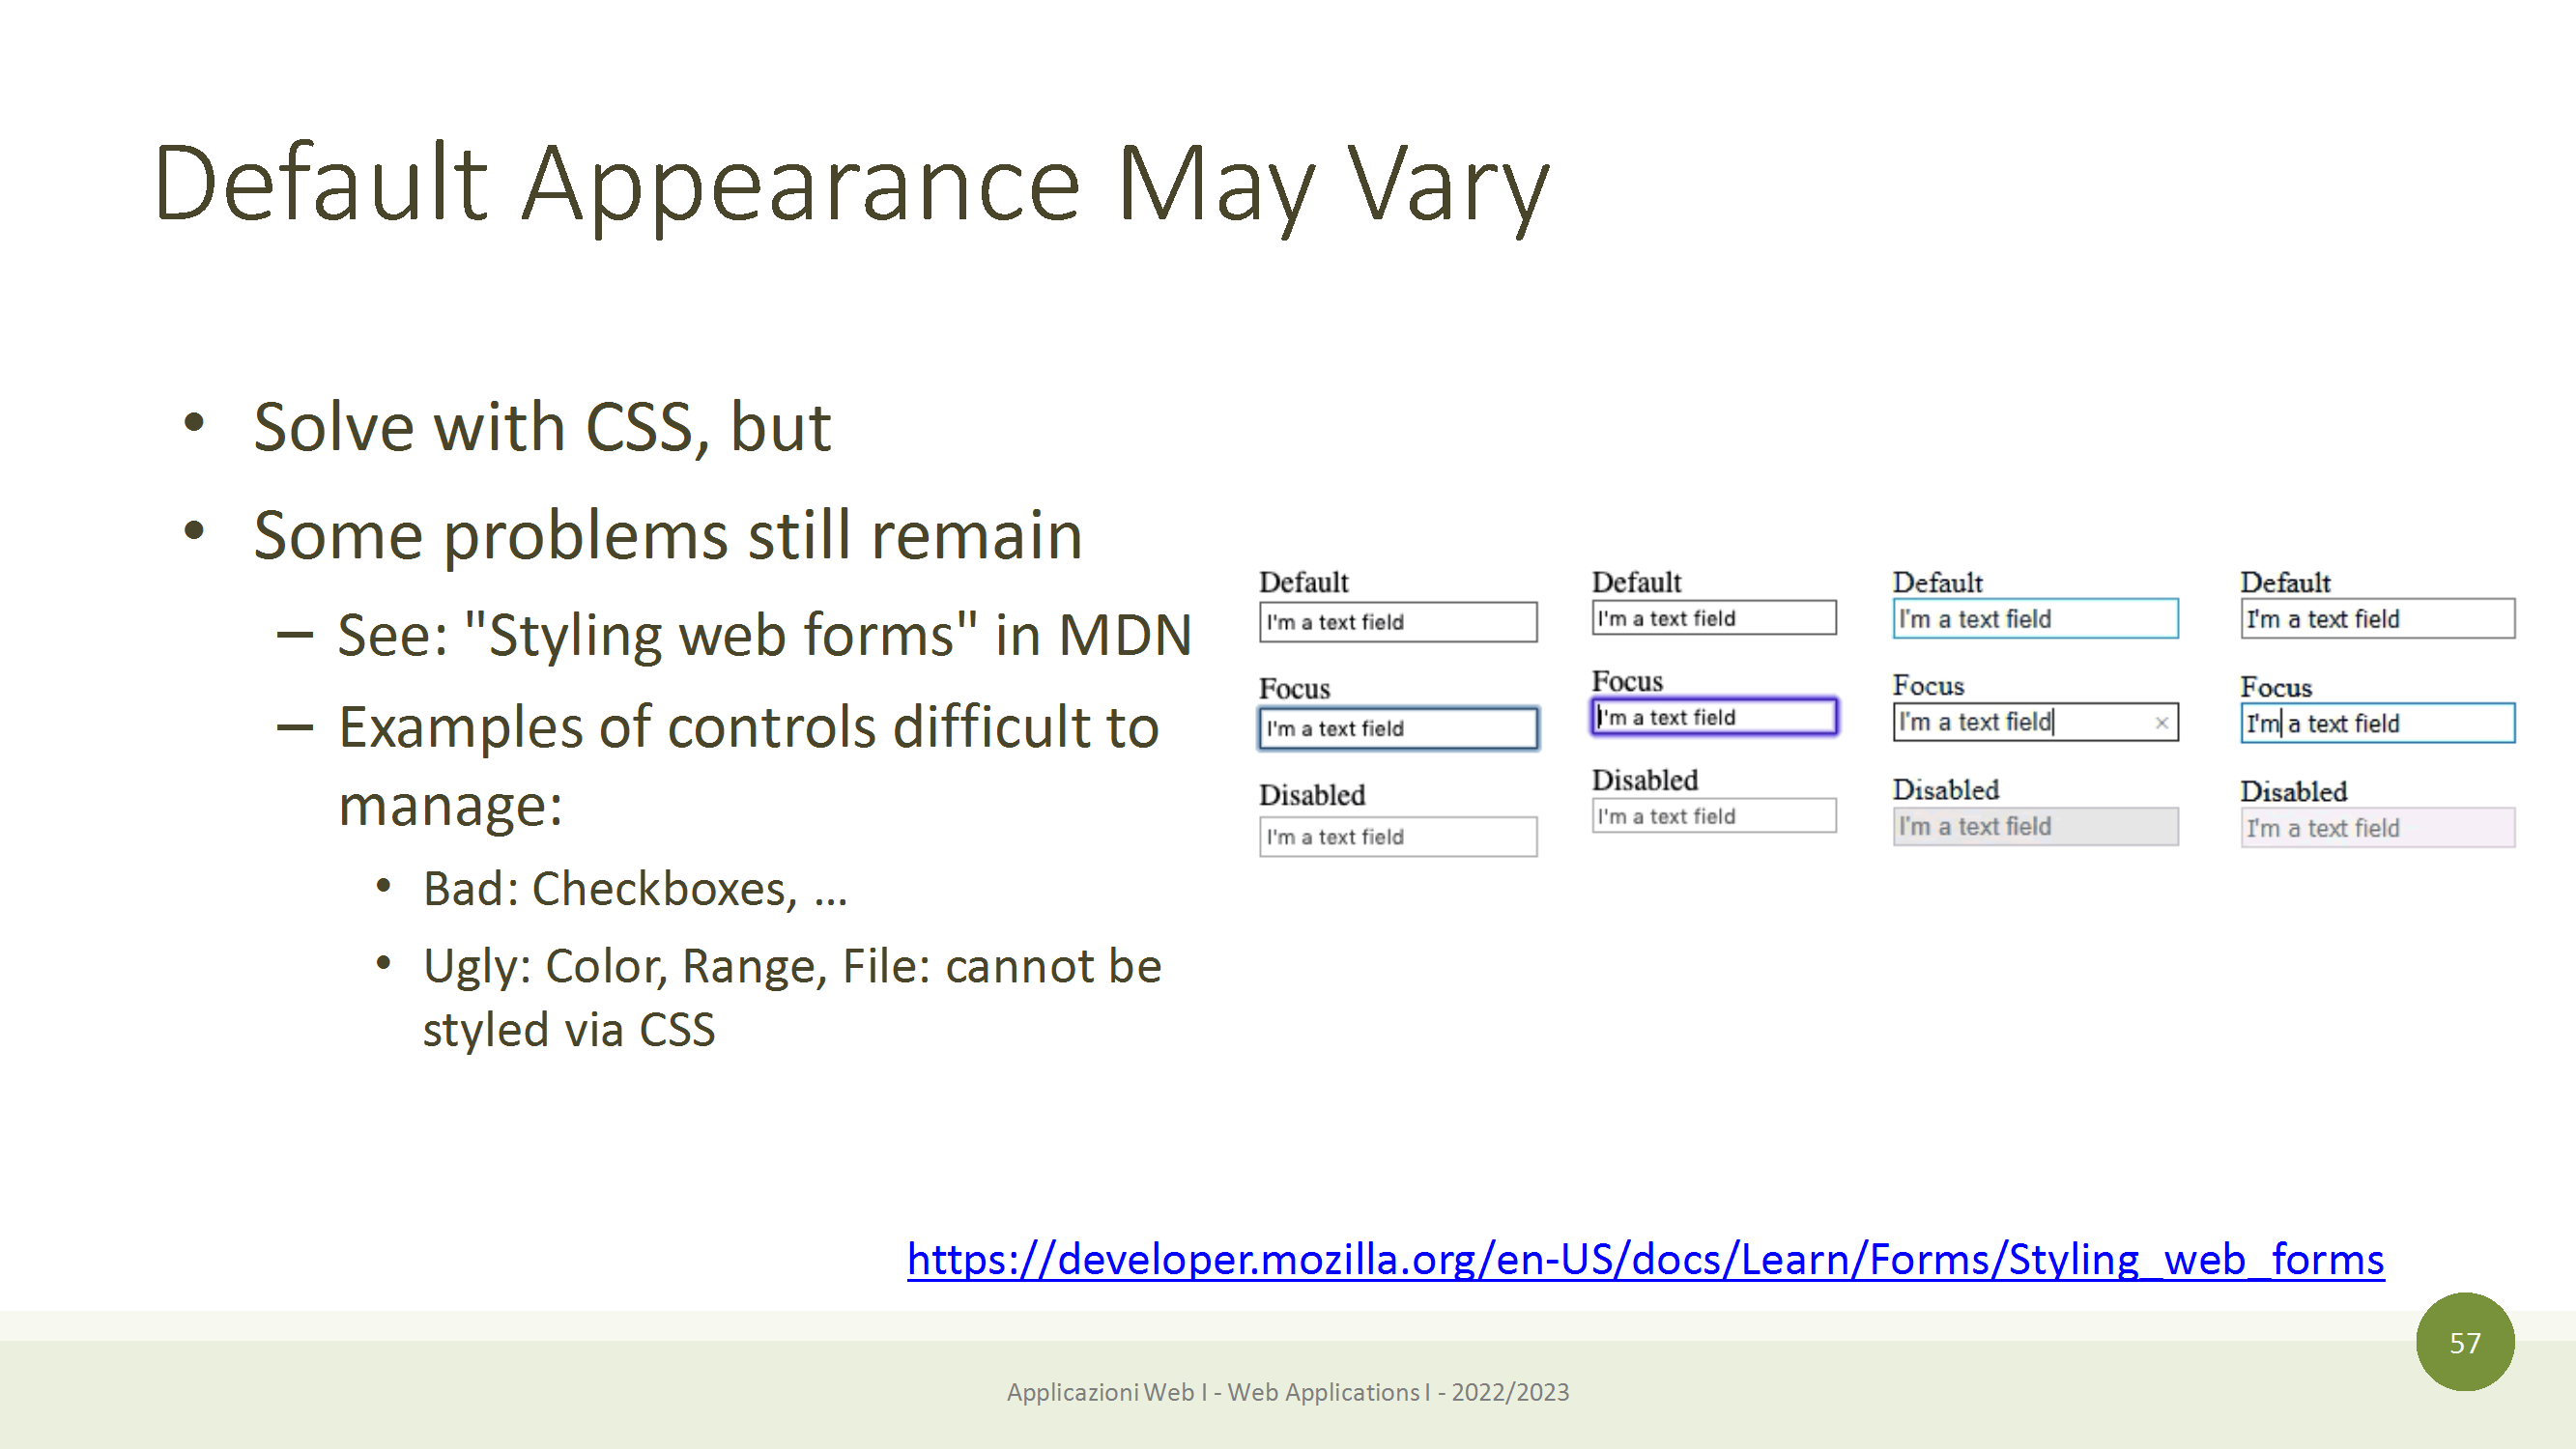 Default Appearance May Vary
• Solve with CSS, but
• Some problems still remain
– See: "Styling web forms" in MDN
– Examples of controls difficult to
manage:
• Bad: Checkboxes, …
• Ugly: Color, Range, File: cannot be
styled via CSS
Default
I'm a text field
Focus
I'm a text field
Disabled
I'm a text field
Default
I'm a text field
Focus
I'm a text field
Disabled
I'm a text field
Default
I'm a text field
Focus
I'm a text field ×
Disabled
I'm a text field
Default
I'm a text field
Focus
I'm a text field
Disabled
I'm a text field
https://developer.mozilla.org/en-US/docs/Learn/Forms/Styling_web_forms
57
Applicazioni Web I - Web Applications I - 2022/2023